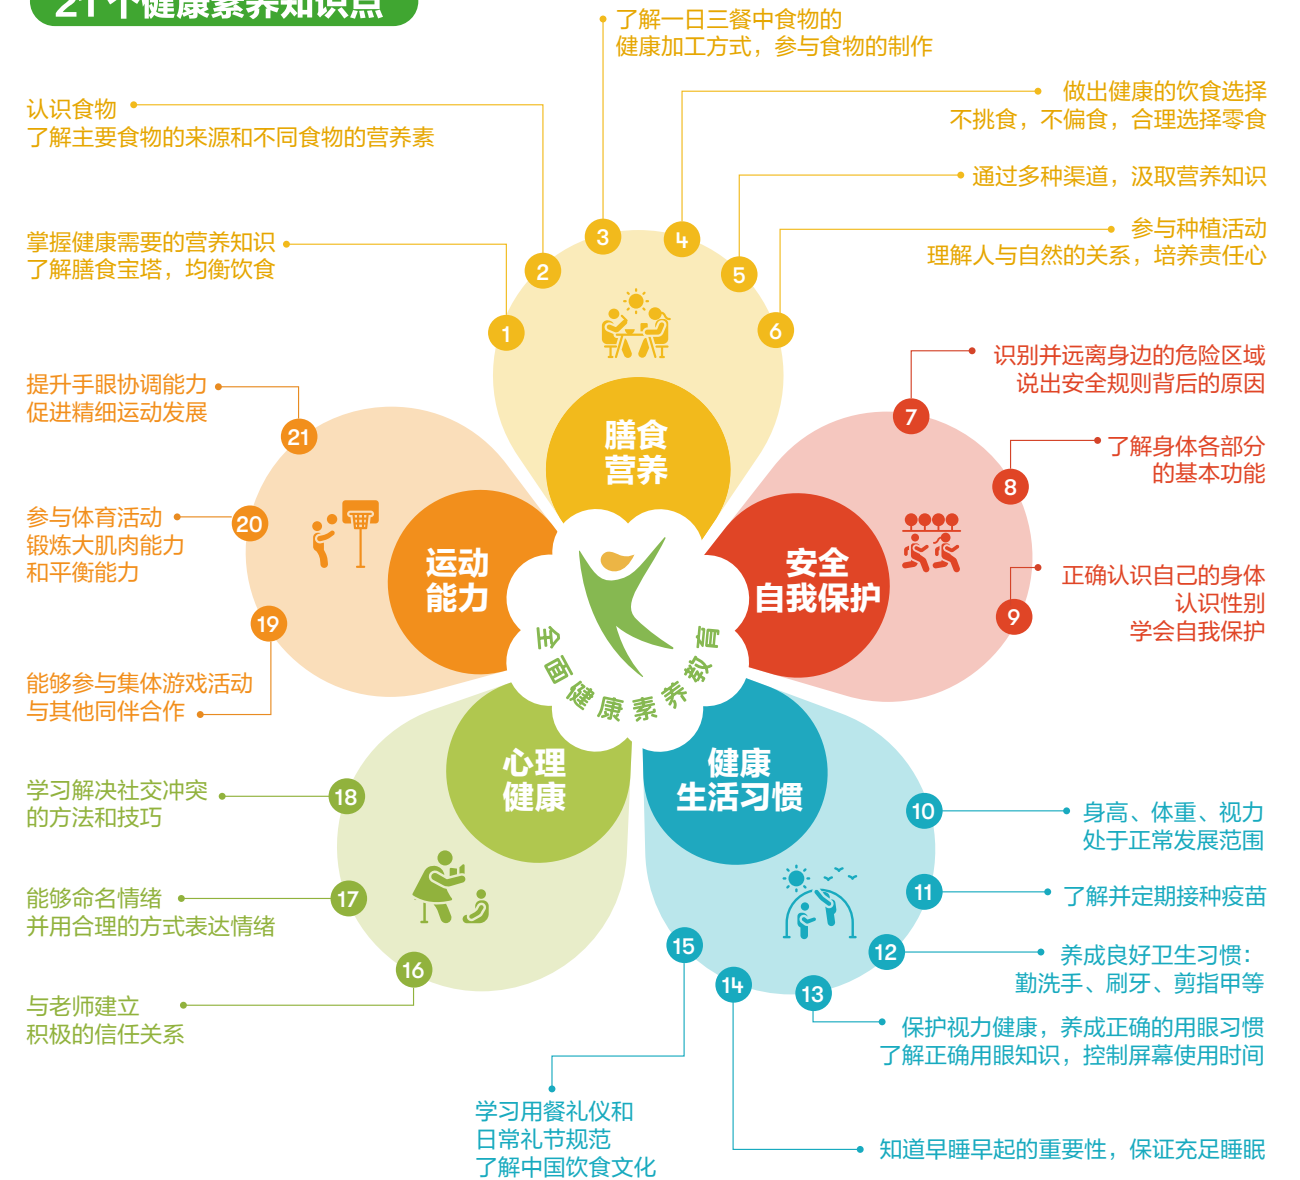 21个健康素养知识点
了解一日三餐中食物的
健康加工方式，参与食物的制作
认识食物
了解主要食物的来源和不同食物的营养素
做出健康的饮食选择
不挑食，不偏食，合理选择零食
通过多种渠道，汲取营养知识
掌握健康需要的营养知识
了解膳食宝塔，均衡饮食
参与种植活动
理解人与自然的关系，培养责任心
1
2
3
4
5
6
膳食
营养
识别并远离身边的危险区域
说出安全规则背后的原因
了解身体各部分
的基本功能
正确认识自己的身体
认识性别
学会自我保护
7
8
9
安全
自我保护
提升手眼协调能力
促进精细运动发展
参与体育活动
锻炼大肌肉能力
和平衡能力
能够参与集体游戏活动
与其他同伴合作
21
20
19
运动
能力
全面健康素养教育
学习解决社交冲突
的方法和技巧
能够命名情绪
并用合理的方式表达情绪
与老师建立
积极的信任关系
18
17
16
心理
健康
健康
生活习惯
10
11
12
13
14
15
身高、体重、视力
处于正常发展范围
了解并定期接种疫苗
养成良好卫生习惯：
勤洗手、刷牙、剪指甲等
保护视力健康，养成正确的用眼习惯
了解正确用眼知识，控制屏幕使用时间
知道早睡早起的重要性，保证充足睡眠
学习用餐礼仪和
日常礼节规范
了解中国饮食文化